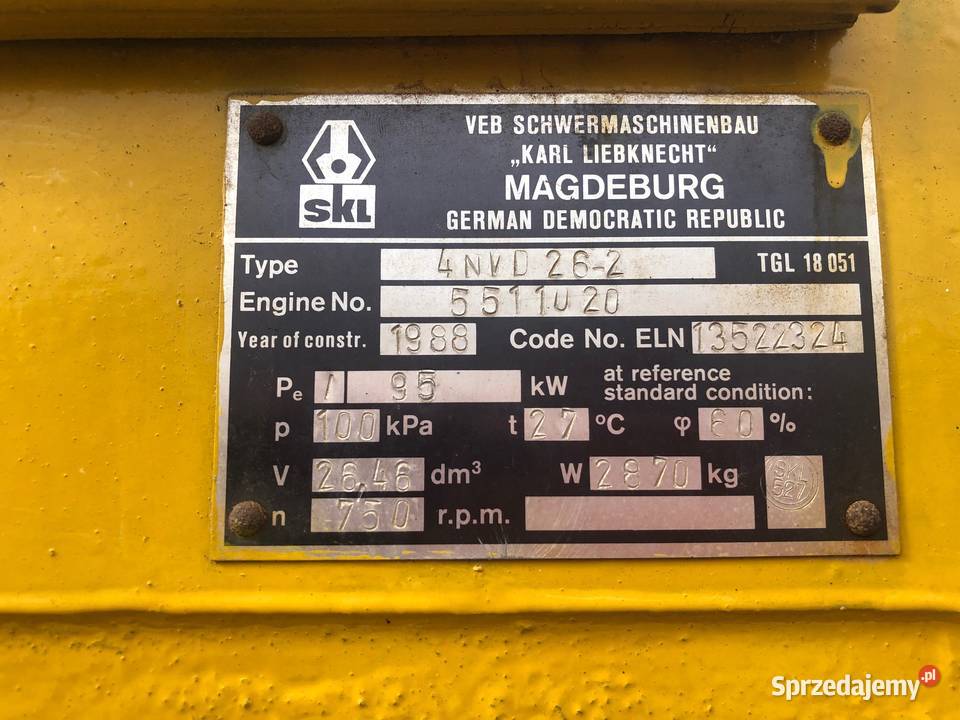 SKL
VEB SCHWERMASCHINENBAU
„KARL LIEBKNECHT“
MAGDEBURG
GERMAN DEMOCRATIC REPUBLIC
Type 4NVD 26-2 TGL 18 051
Engine No. 5511020
Year of constr. 1988 Code No. ELN 13522324
Pe / 95 kW at reference standard condition:
p 100 kPa t 27 °C φ 60 %
V 26,46 dm³ W 2870 kg SKL 527
n 750 r.p.m.
Sprzedajemy.pl